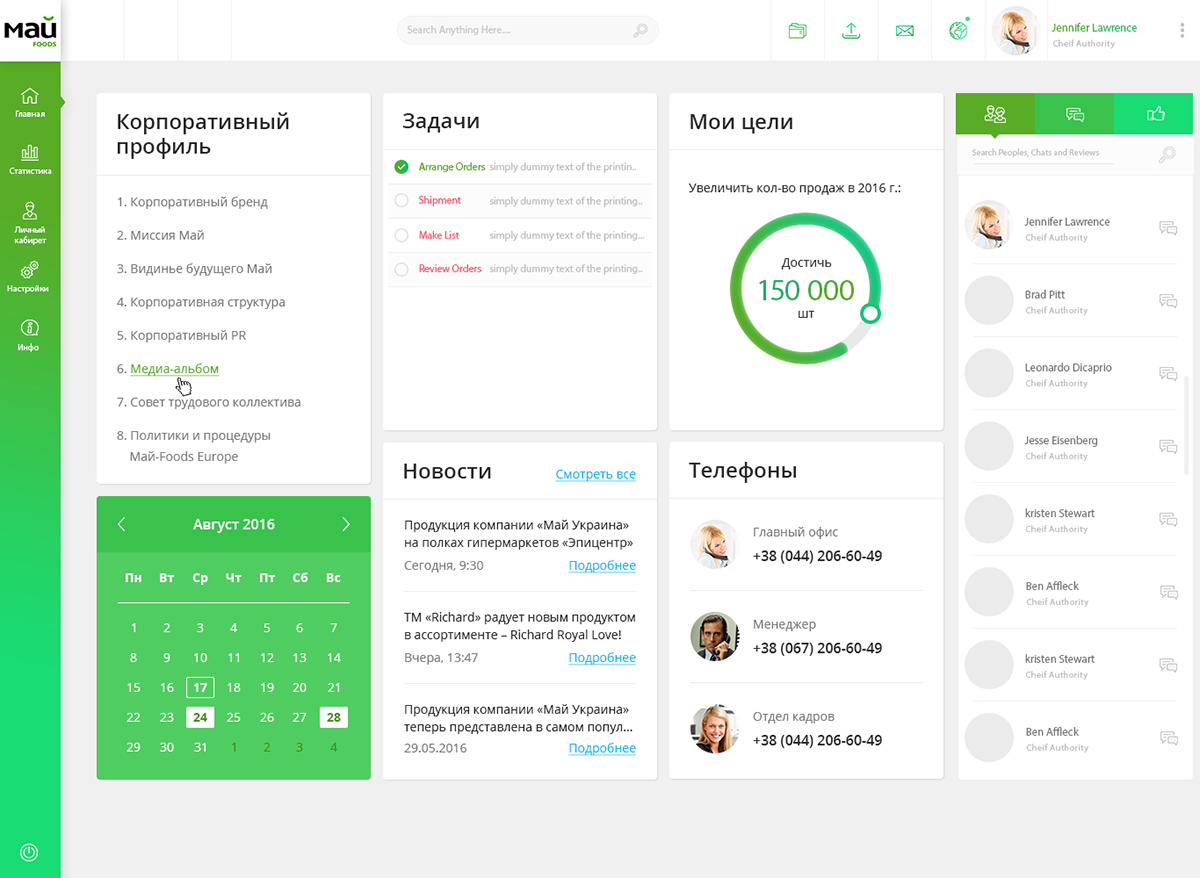 май
FOODS
Search Anything Here....
Jennifer Lawrence
Cheif Authority
Главная
Статистика
Личный
кабирет
Настройки
Инфо
Корпоративный
профиль
1. Корпоративный бренд
2. Миссия Май
3. Видинье будущего Май
4. Корпоративная структура
5. Корпоративный PR
6. Медиа-альбом
7. Совет трудового коллектива
8. Политики и процедуры
Май-Foods Europe
Август 2016
Пн Вт Ср Чт Пт Сб Вс
1 2 3 4 5 6 7
8 9 10 11 12 13 14
15 16 17 18 19 20 21
22 23 24 25 26 27 28
29 30 31 1 2 3 4
Задачи
Arrange Orders simply dummy text of the printin..
Shipment simply dummy text of the printing..
Make List simply dummy text of the printing...
Review Orders simply dummy text of the printing..
Новости Смотреть все
Продукция компании «Май Украина»
на полках гипермаркетов «Эпицентр»
Сегодня, 9:30 Подробнее
ТМ «Richard» радует новым продуктом
в ассортименте – Richard Royal Love!
Вчера, 13:47 Подробнее
Продукция компании «Май Украина»
теперь представлена в самом попул...
29.05.2016 Подробнее
Мои цели
Увеличить кол-во продаж в 2016 г.:
Достичь
150 000
шт
Телефоны
Главный офис
+38 (044) 206-60-49
Менеджер
+38 (067) 206-60-49
Отдел кадров
+38 (044) 206-60-49
Search Peoples, Chats and Reviews
Jennifer Lawrence
Cheif Authority
Brad Pitt
Cheif Authority
Leonardo Dicaprio
Cheif Authority
Jesse Eisenberg
Cheif Authority
kristen Stewart
Cheif Authority
Ben Affleck
Cheif Authority
kristen Stewart
Cheif Authority
Ben Affleck
Cheif Authority